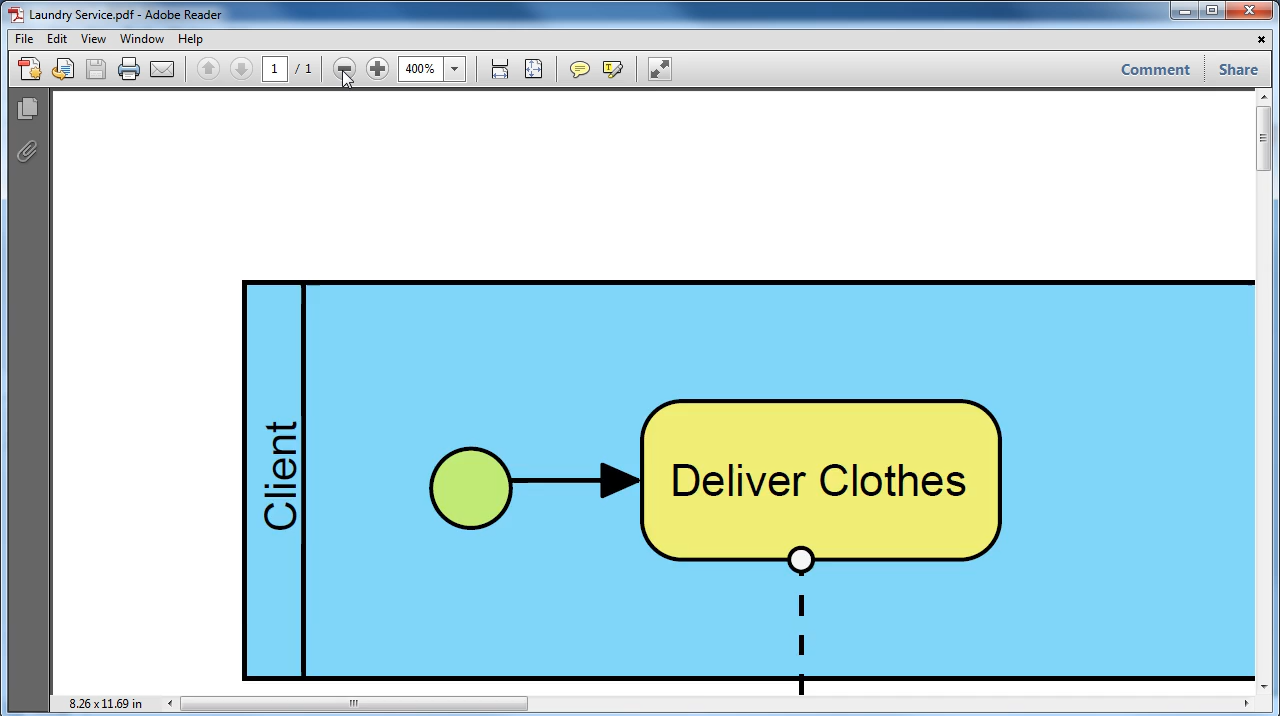 Laundry Service.pdf - Adobe Reader
File Edit View Window Help
1 / 1 400% Comment Share
Client
Deliver Clothes
8.26 x 11.69 in